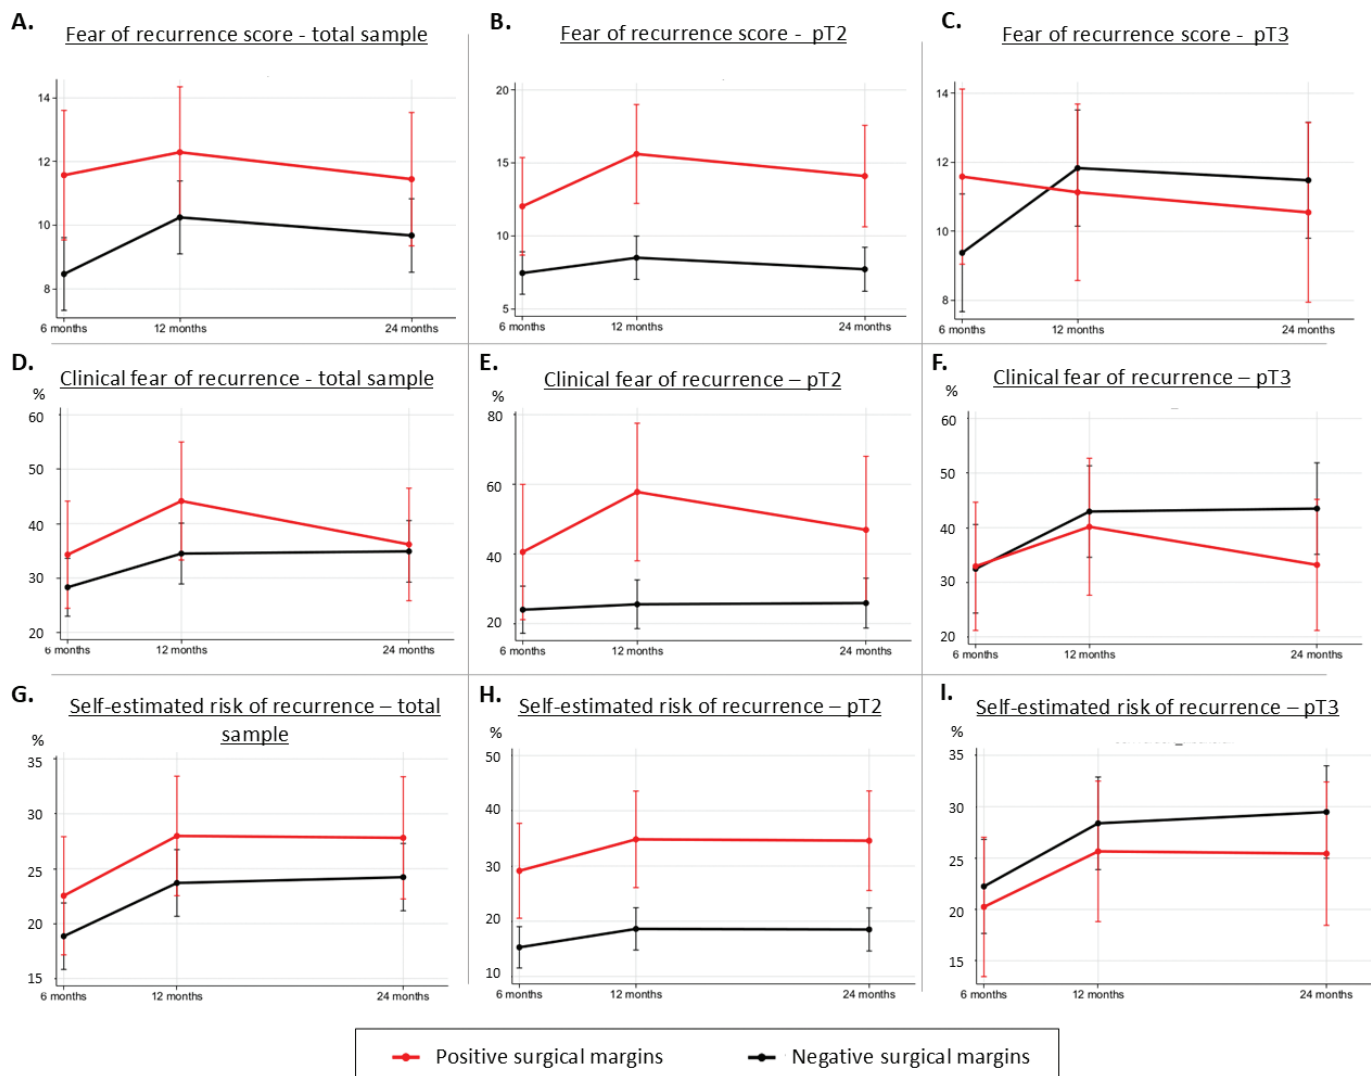 A.
Fear of recurrence score - total sample
14
12
10
8
6 months
12 months
24 months
B.
Fear of recurrence score - pT2
20
15
10
5
6 months
12 months
24 months
C.
Fear of recurrence score - pT3
14
12
10
8
6 months
12 months
24 months
D.
Clinical fear of recurrence - total sample
%
60
50
40
30
20
6 months
12 months
24 months
E.
Clinical fear of recurrence – pT2
%
80
60
40
20
6 months
12 months
24 months
F.
Clinical fear of recurrence – pT3
%
60
50
40
30
20
6 months
12 months
24 months
G.
Self-estimated risk of recurrence – total
sample
%
35
30
25
20
15
6 months
12 months
24 months
H.
Self-estimated risk of recurrence – pT2
%
50
40
30
20
10
6 months
12 months
24 months
I.
Self-estimated risk of recurrence – pT3
%
35
30
25
20
15
6 months
12 months
24 months
Positive surgical margins
Negative surgical margins